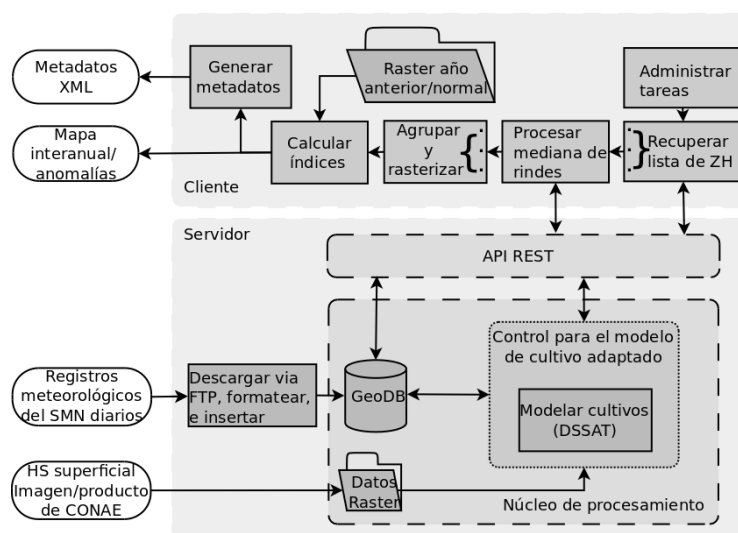 Metadatos
XML
Generar
metadatos
Raster año
anterior/normal
Administrar
tareas
Mapa
interanual/
anomalías
Calcular
índices
Agrupar
y
rasterizar
Procesar
mediana de
rindes
Recuperar
lista de ZH
Cliente
Servidor
API REST
Registros
meteorológicos
del SMN diarios
Descargar via
FTP, formatear,
e insertar
GeoDB
Control para el modelo
de cultivo adaptado
Modelar cultivos
(DSSAT)
HS superficial
Imagen/producto
de CONAE
Datos
Raster
Núcleo de procesamiento